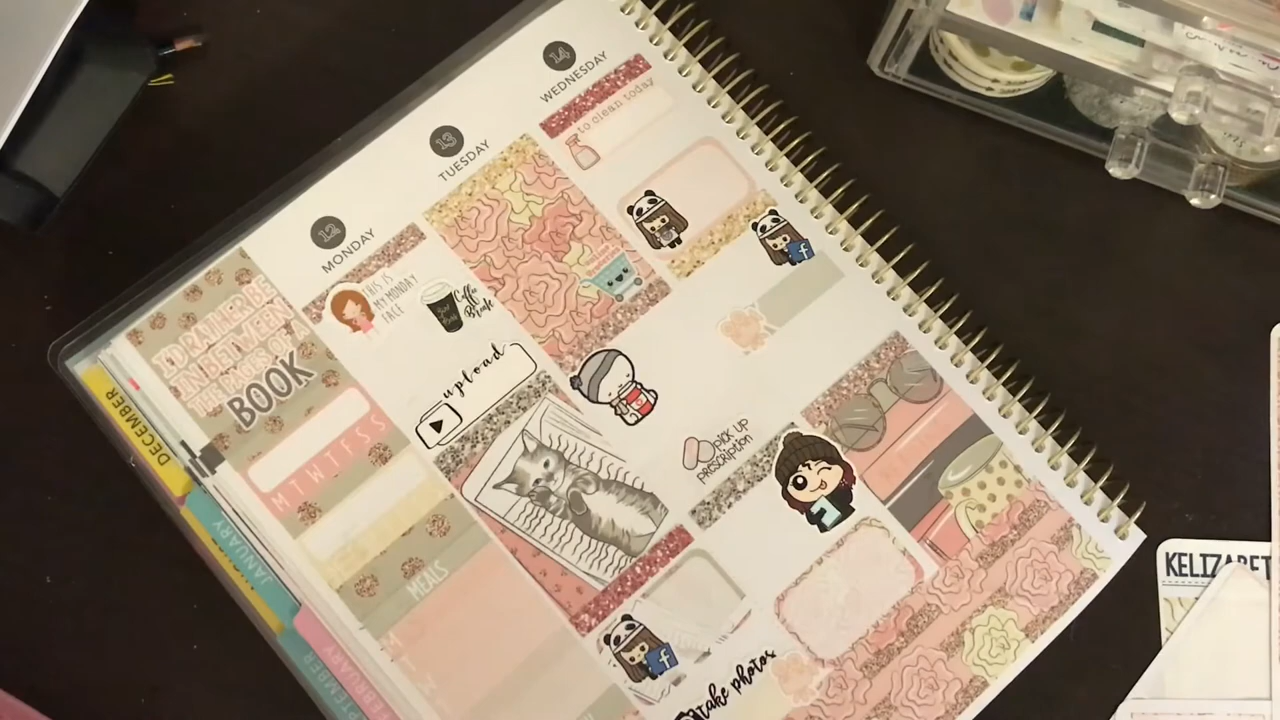 14
WEDNESDAY
to clean today
13
TUESDAY
12
MONDAY
THIS IS
MY MONDAY
FACE
Coffee
Break
I'D RATHER BE
IN BETWEEN
THE PAGES OF A
BOOK
upload
M T W T F S S
PICK UP
PRESCRIPTION
MEALS
take photos
f
f
DECEMBER
JANUARY
FEBRUARY
KELIZABET